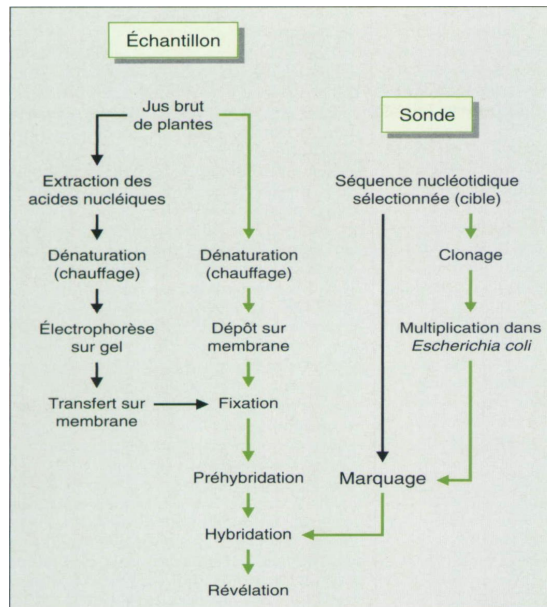 Échantillon
Jus brut
de plantes
Sonde
Extraction des
acides nucléiques
Séquence nucléotidique
sélectionnée (cible)
Dénaturation
(chauffage)
Dénaturation
(chauffage)
Clonage
Électrophorèse
sur gel
Dépôt sur
membrane
Multiplication dans
Escherichia coli
Transfert sur
membrane
Fixation
Préhybridation
Marquage
Hybridation
Révélation